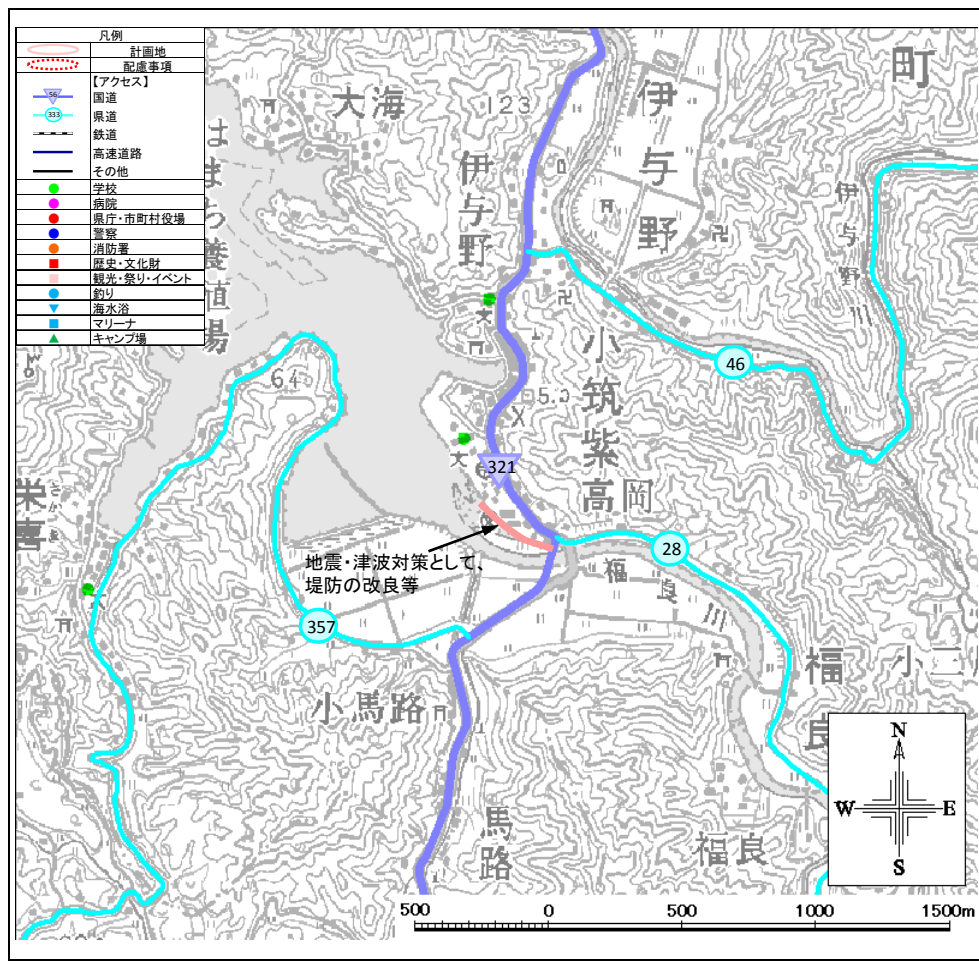 凡例
計画地
配慮事項
【アクセス】
56
国道
333
県道
鉄道
高速道路
その他
学校
病院
県庁・市町村役場
警察
消防署
歴史・文化財
観光・祭り・イベント
釣り
海水浴
マリーナ
キャンプ場
大海
123
伊与野
伊与野
町
伊与野川
46
小筑紫
高岡
321
地震・津波対策として、
堤防の改良等
28
福良川
栄喜
357
小馬路
馬路
福良
福良
N
W
E
S
500
0
500
1000
1500m